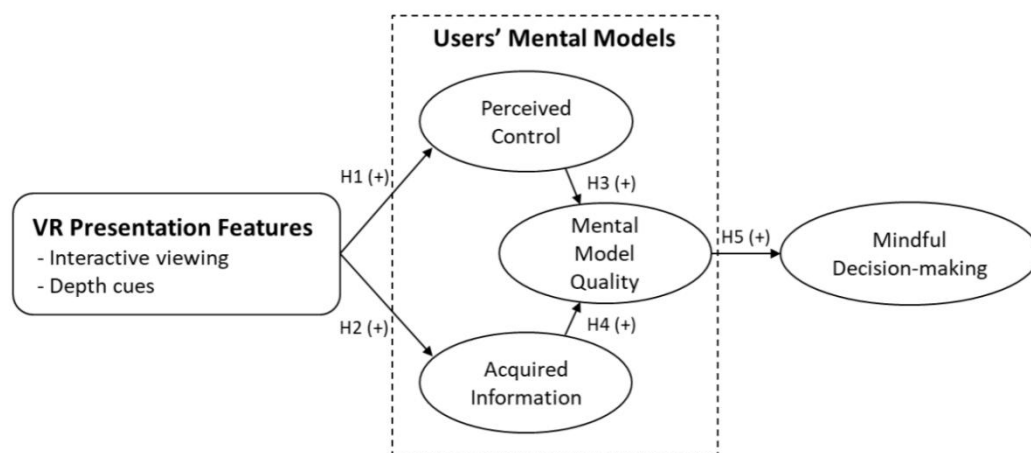 Users' Mental Models
Perceived
Control
H1 (+)
H3 (+)
VR Presentation Features
- Interactive viewing
- Depth cues
Mental
Model
Quality
H5 (+)
Mindful
Decision-making
H2 (+)
H4 (+)
Acquired
Information